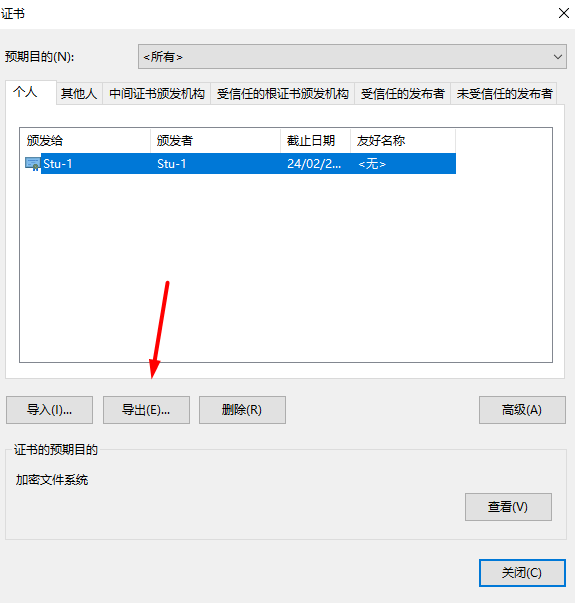 证书
预期目的(N):
<所有>
个人 其他人 中间证书颁发机构 受信任的根证书颁发机构 受信任的发布者 未受信任的发布者
颁发给 颁发者 截止日期 友好名称
Stu-1 Stu-1 24/02/2... <无>
导入(I)... 导出(E)... 删除(R) 高级(A)
证书的预期目的
加密文件系统
查看(V)
关闭(C)